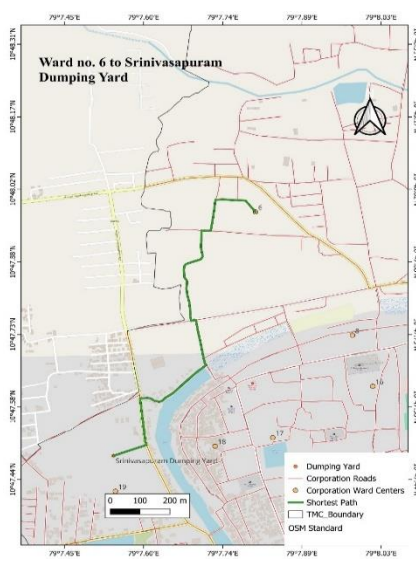 79°7.45'E 79°7.60'E 79°7.74'E 79°7.89'E 79°8.03'E
Ward no. 6 to Srinivasapuram
Dumping Yard
10°48.31'N
10°48.17'N
10°48.02'N
10°47.88'N
10°47.73'N
10°47.58'N
10°47.44'N
6
8
16
17
18
Srinivasapuram Dumping Yard
19
0 100 200 m
Dumping Yard
Corporation Roads
Corporation Ward Centers
Shortest Path
TMC_Boundary
OSM Standard
79°7.45'E 79°7.60'E 79°7.74'E 79°7.89'E 79°8.03'E